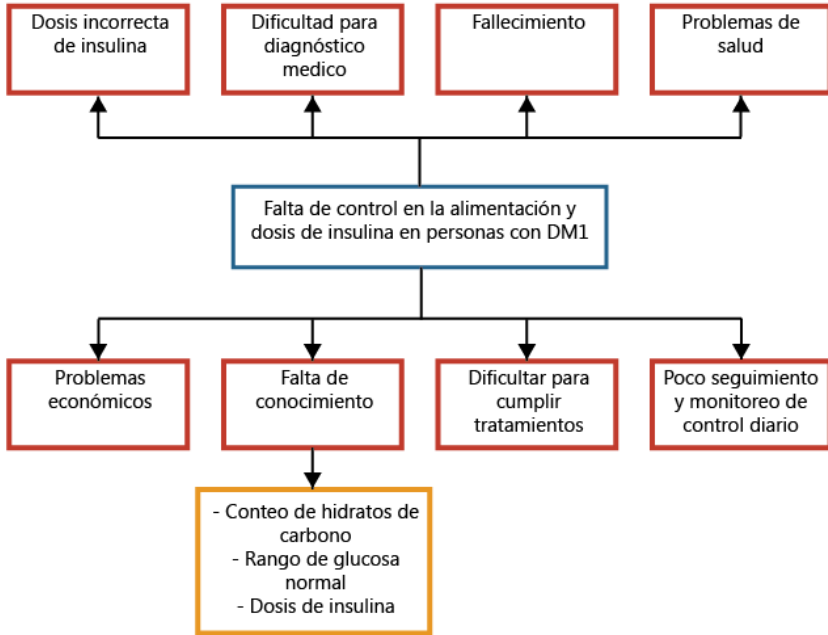 Dosis incorrecta
de insulina
Dificultad para
diagnóstico
medico
Fallecimiento
Problemas de
salud
Falta de control en la alimentación y
dosis de insulina en personas con DM1
Problemas
económicos
Falta de
conocimiento
Dificultar para
cumplir
tratamientos
Poco seguimiento
y monitoreo de
control diario
- Conteo de hidratos de
carbono
- Rango de glucosa
normal
- Dosis de insulina